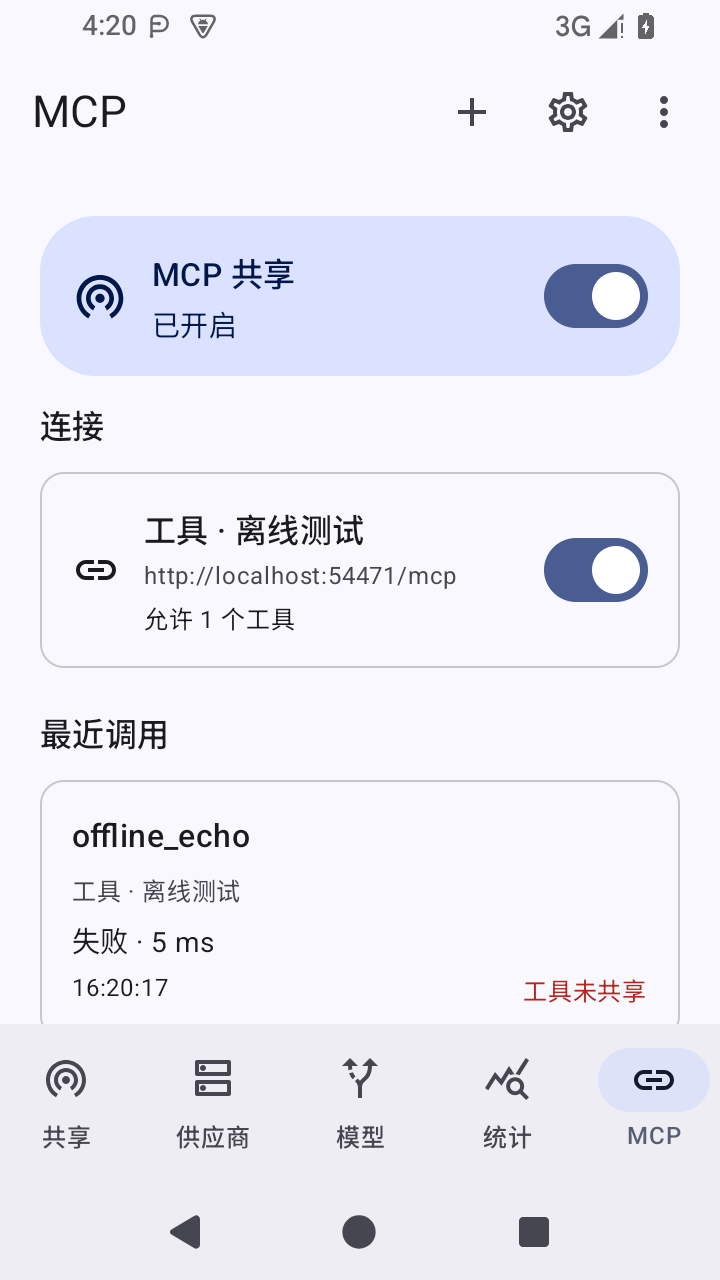 4:20
3G
MCP
MCP 共享
已开启
连接
工具 · 离线测试
http://localhost:54471/mcp
允许 1 个工具
最近调用
offline_echo
工具 · 离线测试
失败 · 5 ms
16:20:17
工具未共享
共享
供应商
模型
统计
MCP